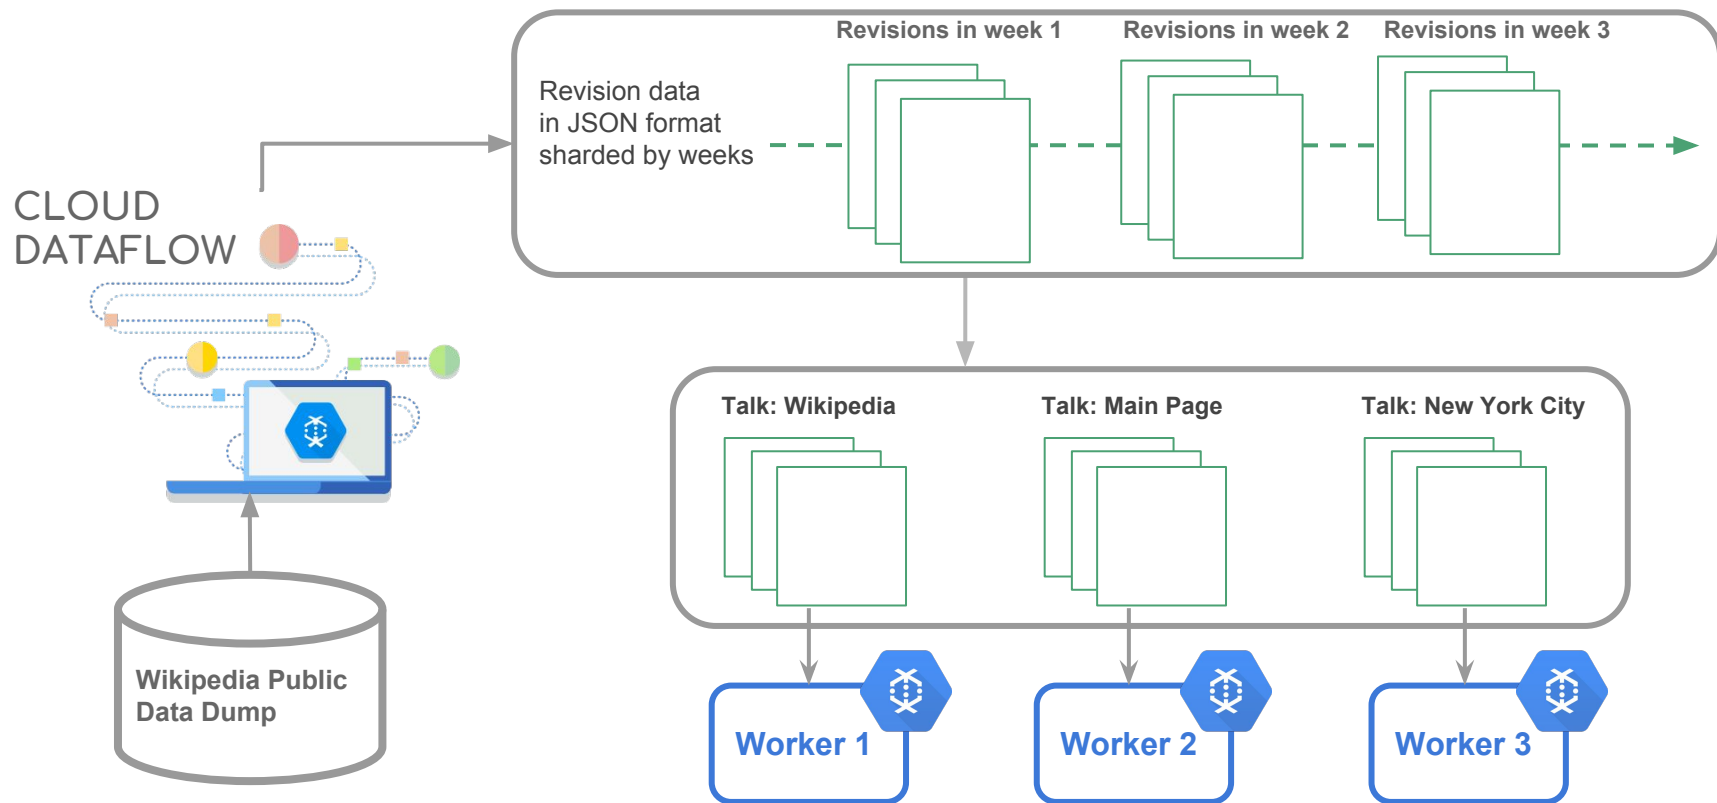 Revisions in week 1
Revisions in week 2
Revisions in week 3
Revision data
in JSON format
sharded by weeks
CLOUD
DATAFLOW
Talk: Wikipedia
Talk: Main Page
Talk: New York City
Wikipedia Public
Data Dump
Worker 1
Worker 2
Worker 3